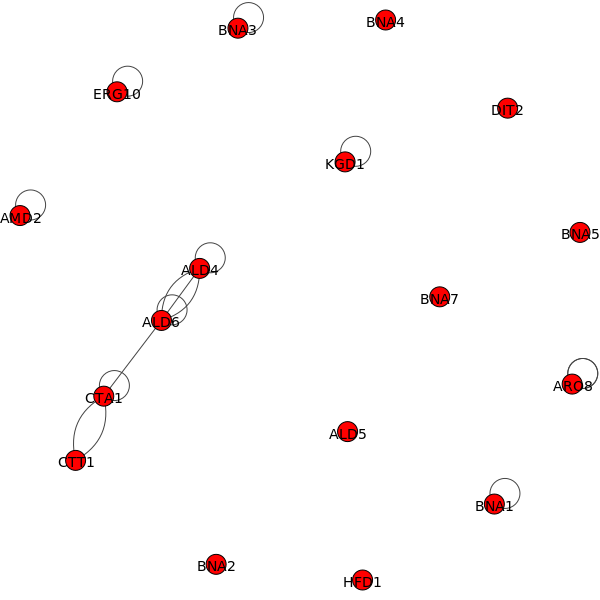 BNA3
BNA4
ERG10
DIT2
KGD1
AMD2
BNA5
ALD4
BNA7
ALD6
ARO8
CTA1
ALD5
CTT1
BNA1
BNA2
HFD1